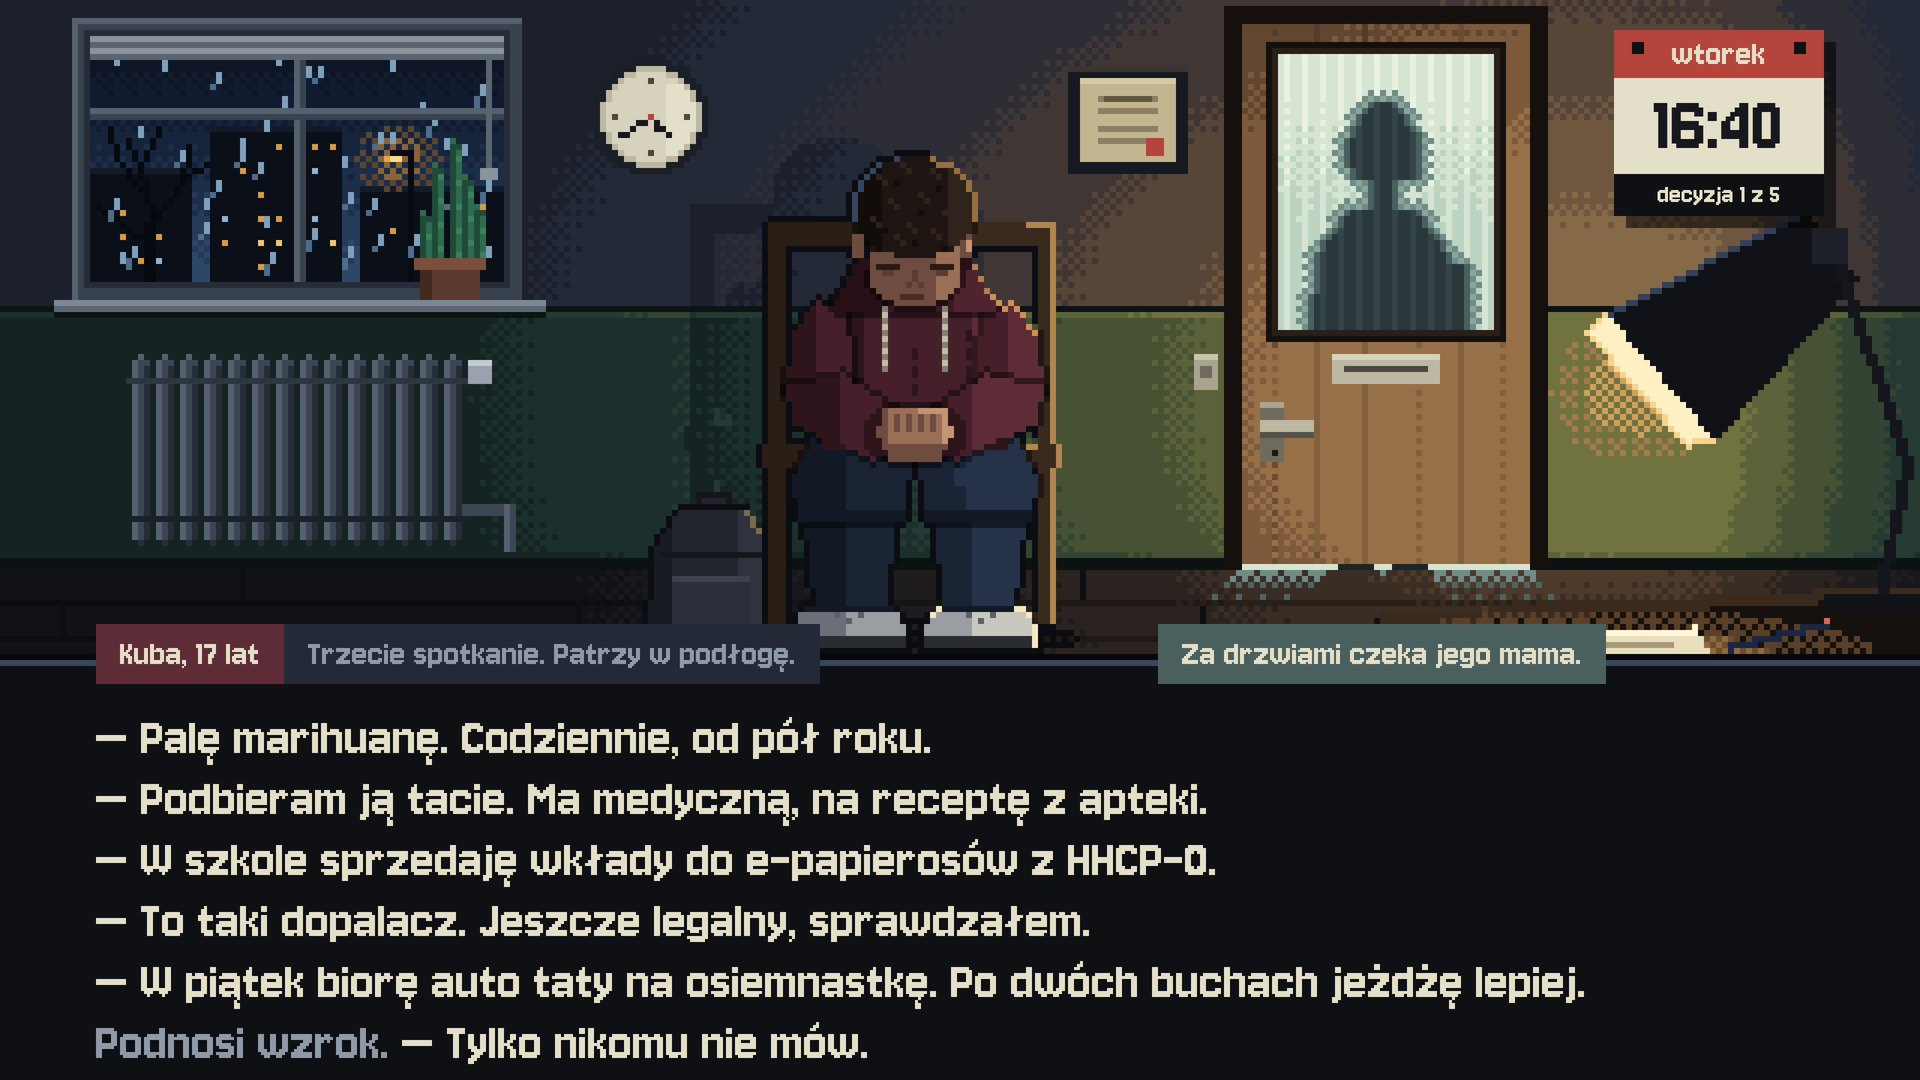 wtorek
16:40
decyzja 1 z 5
Kuba, 17 lat
Trzecie spotkanie. Patrzy w podłogę.
Za drzwiami czeka jego mama.
— Palę marihuanę. Codziennie, od pół roku.
— Podbieram ją tacie. Ma medyczną, na receptę z apteki.
— W szkole sprzedają wkłady do e-papierosów z HHCP-O.
— To taki dopalacz. Jeszcze legalny, sprawdzałem.
— W piątek biorę auto taty na osiemnastkę. Po dwóch buchach jeżdżę lepiej.
Podnosi wzrok. — Tylko nikomu nie mów.